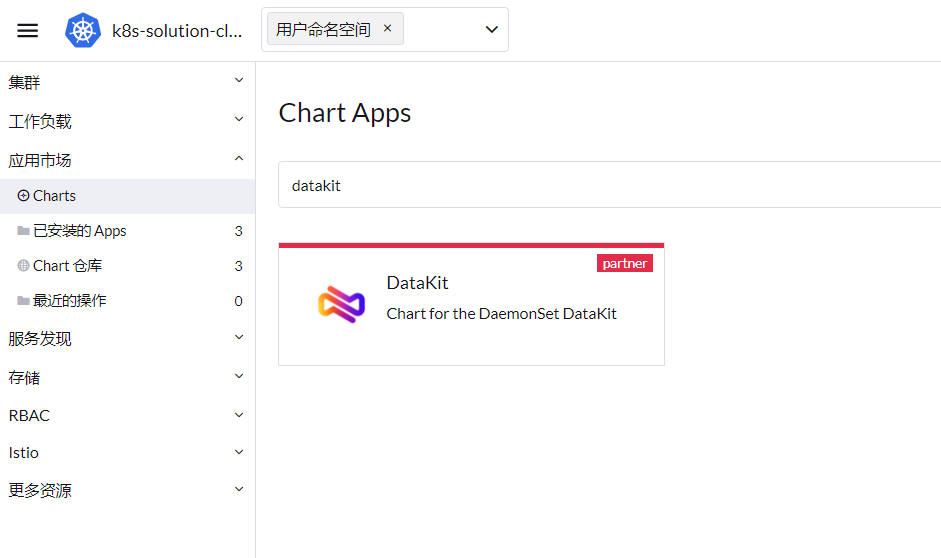 k8s-solution-cl...
用户命名空间 ×
集群
工作负载
应用市场
Charts
已安装的 Apps 3
Chart 仓库 3
最近的操作 0
服务发现
存储
RBAC
Istio
更多资源
Chart Apps
datakit
partner
DataKit
Chart for the DaemonSet DataKit